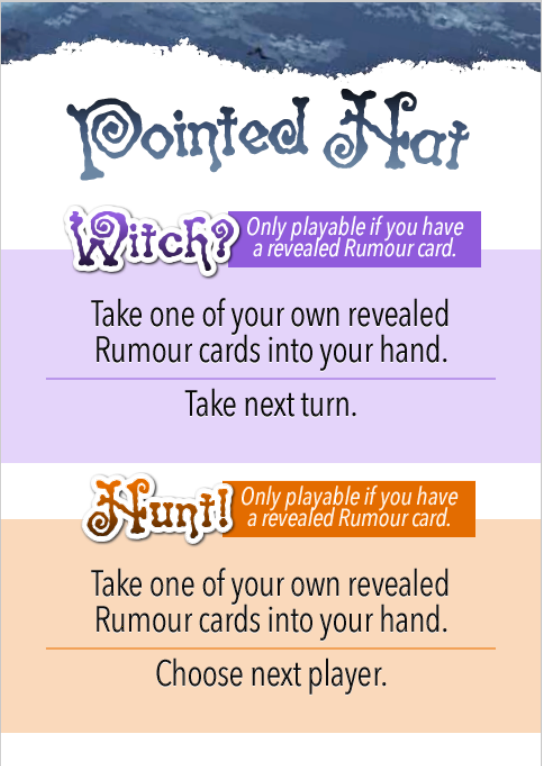 Pointed Hat
Witch?
Only playable if you have
a revealed Rumour card.
Take one of your own revealed
Rumour cards into your hand.
Take next turn.
Hunt!
Only playable if you have
a revealed Rumour card.
Take one of your own revealed
Rumour cards into your hand.
Choose next player.